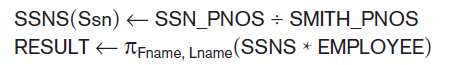 SSNS(Ssn) ← SSN_PNOS ÷ SMITH_PNOS
RESULT ← πFname, Lname(SSNS * EMPLOYEE)